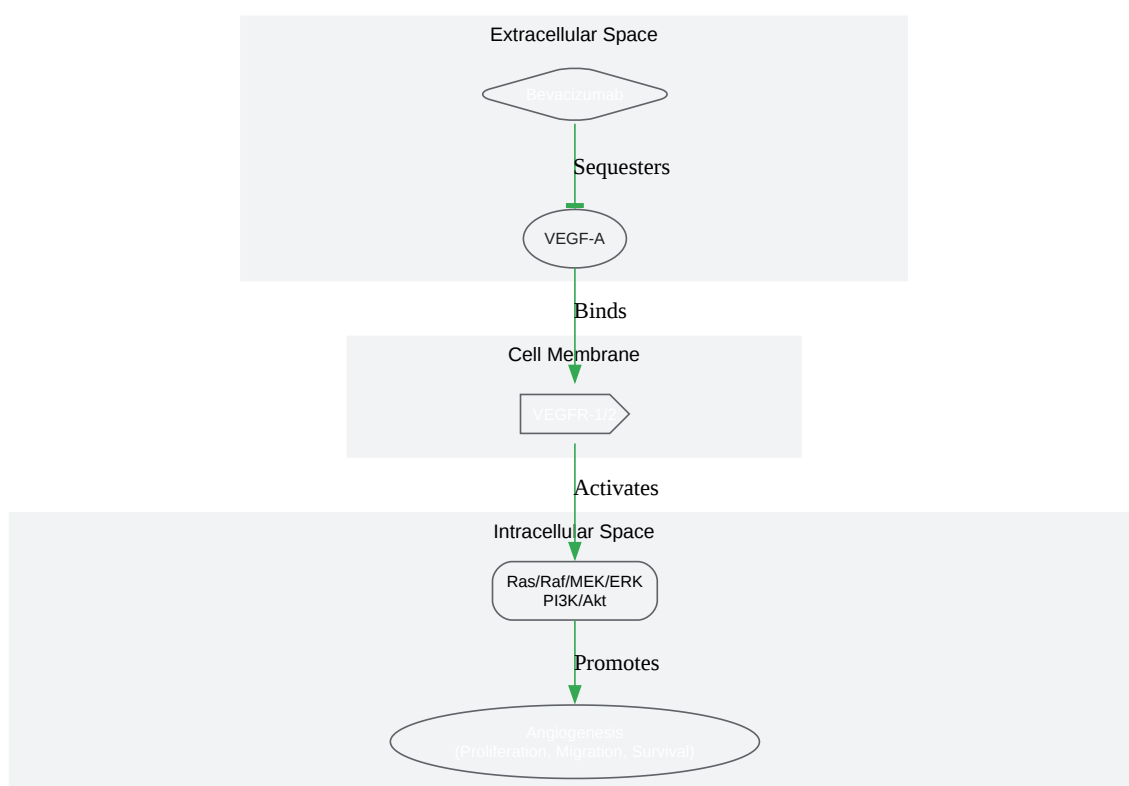 Extracellular Space
Bevacizumab
Sequesters
VEGF-A
Binds
Cell Membrane
VEGFR-1/2
Activates
Intracellular Space
Ras/Raf/MEK/ERK
PI3K/Akt
Promotes
Angiogenesis
(Proliferation, Migration, Survival)